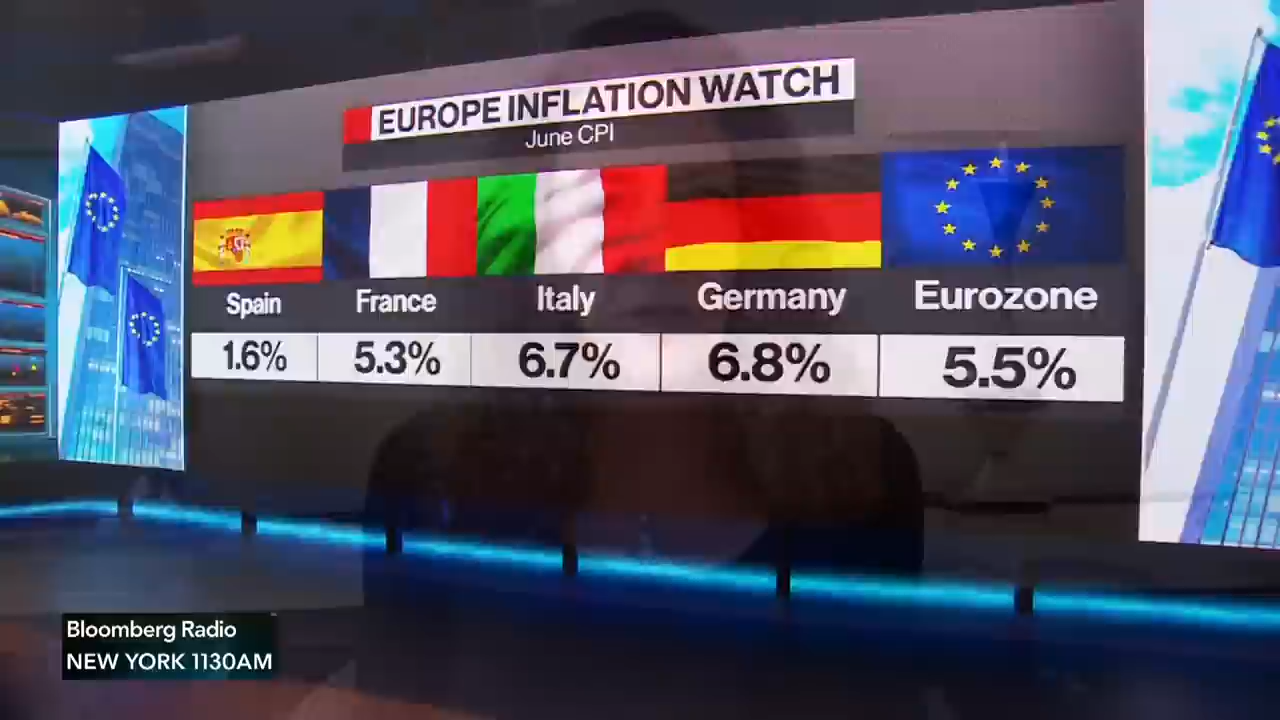 EUROPE INFLATION WATCH
June CPI
Spain France Italy Germany Eurozone
1.6% 5.3% 6.7% 6.8% 5.5%
Bloomberg Radio
NEW YORK 1130AM